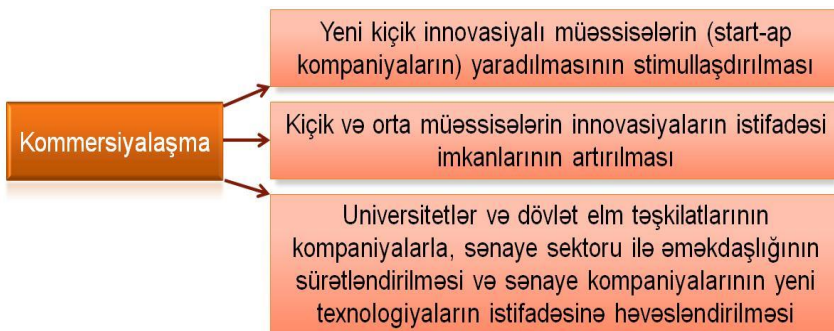 Yeni kiçik innovasiyalı müəssisələrin (start-ap
kompaniyaların) yaradılmasının stimullaşdırılması
Kommersiyalaşma
Kiçik və orta müəssisələrin innovasiyaların istifadəsi
imkanlarının artırılması
Universitetlər və dövlət elm təşkilatlarının
kompaniyalarla, sənaye sektoru ilə əməkdaşlığının
sürətləndirilməsi və sənaye kompaniyalarının yeni
texnologiyaların istifadəsinə həvəsləndirilməsi